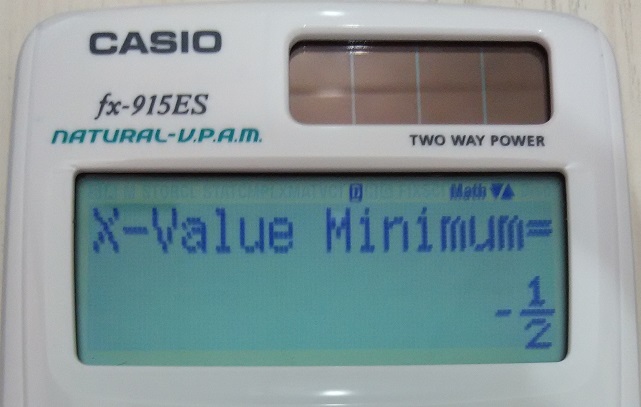 CASIO
fx-915ES
NATURAL-V.P.A.M.
TWO WAY POWER
D Math ▼▲
X-Value Minimum=
-1/2